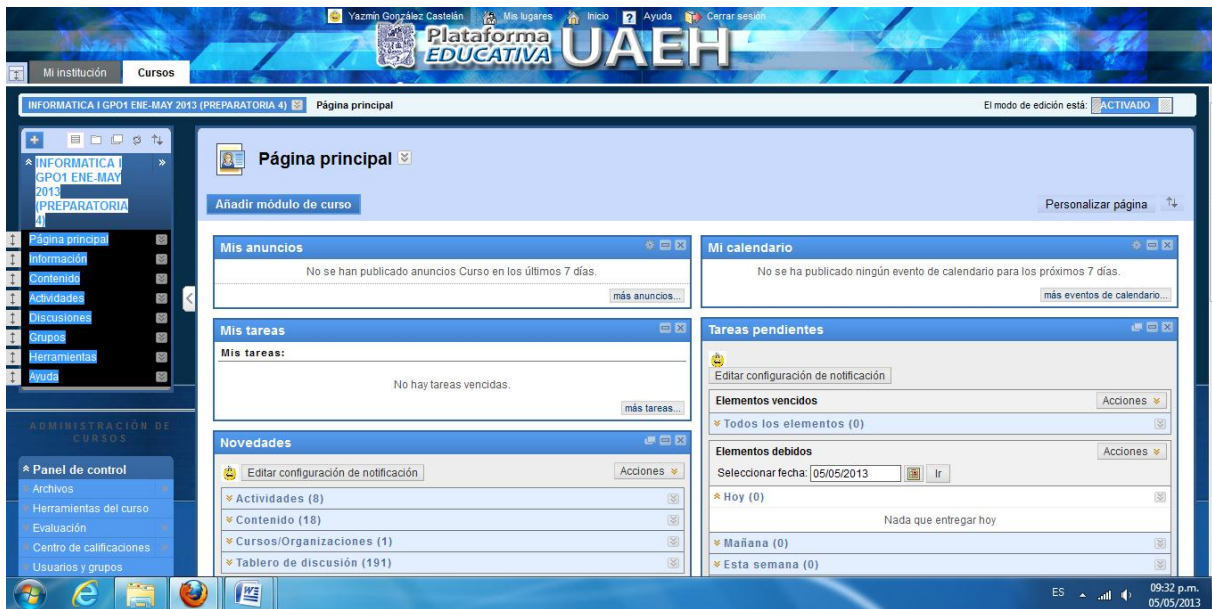 Yazmin González Castelán Mis lugares Inicio Ayuda Cerrar sesión
Plataforma
EDUCATIVA UAEH
Mi institución Cursos
INFORMATICA I GPO1 ENE-MAY 2013 (PREPARATORIA 4) Página principal El modo de edición está: ACTIVADO
INFORMATICA I
GPO1 ENE-MAY
2013
(PREPARATORIA
4)
Página principal
Información
Contenido
Actividades
Discusiones
Grupos
Herramientas
Ayuda
ADMINISTRACIÓN DE
CURSOS
Panel de control
Archivos
Herramientas del curso
Evaluación
Centro de calificaciones
Usuarios y grupos
Página principal
Añadir módulo de curso Personalizar página
Mis anuncios
No se han publicado anuncios Curso en los últimos 7 días.
más anuncios...
Mis tareas
Mis tareas:
No hay tareas vencidas.
más tareas...
Novedades
Editar configuración de notificación Acciones
Actividades (8)
Contenido (18)
Cursos/Organizaciones (1)
Tablero de discusión (191)
Mi calendario
No se ha publicado ningún evento de calendario para los próximos 7 días.
más eventos de calendario...
Tareas pendientes
Editar configuración de notificación
Elementos vencidos Acciones
Todos los elementos (0)
Elementos debidos Acciones
Seleccionar fecha: 05/05/2013 Ir
Hoy (0)
Nada que entregar hoy
Mañana (0)
Esta semana (0)
ES 09:32 p.m.
05/05/2013